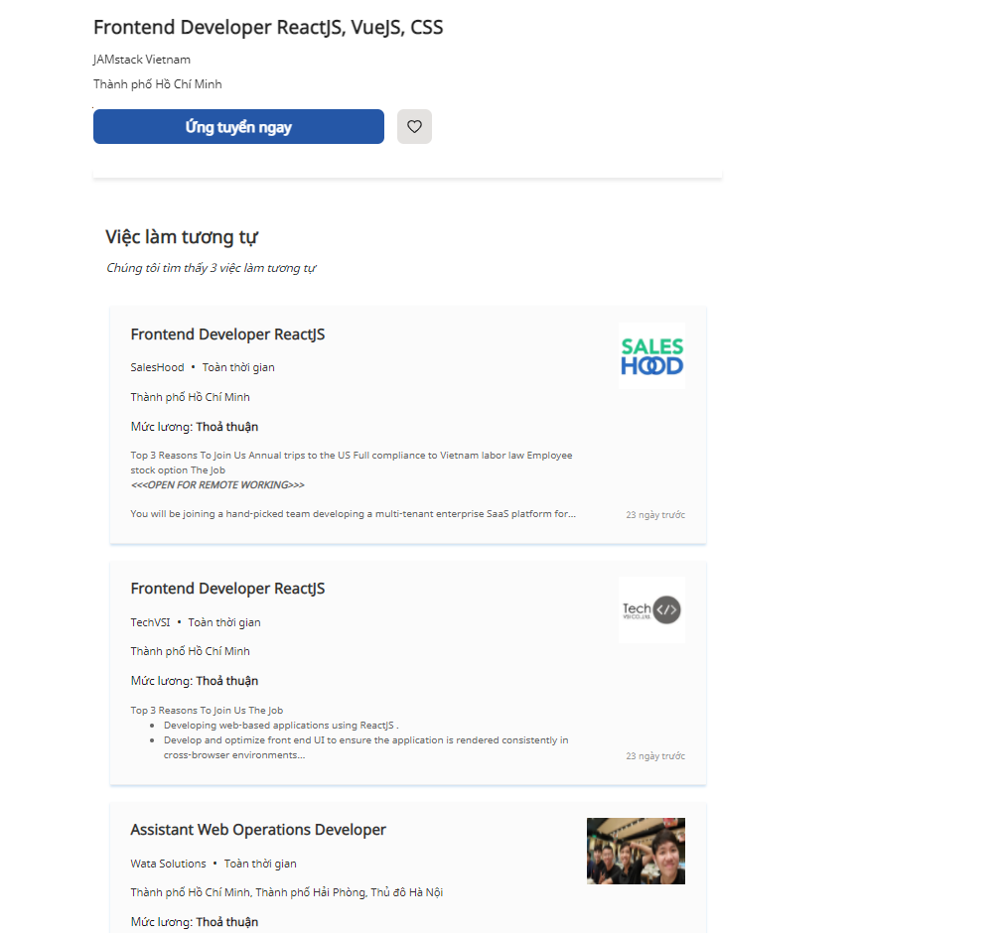 Frontend Developer ReactJS, VueJS, CSS
JAMstack Vietnam
Thành phố Hồ Chí Minh
Ứng tuyển ngay
Việc làm tương tự
Chúng tôi tìm thấy 3 việc làm tương tự
Frontend Developer ReactJS
SALES
HOOD
SalesHood • Toàn thời gian
Thành phố Hồ Chí Minh
Mức lương: Thoả thuận
Top 3 Reasons To Join Us Annual trips to the US Full compliance to Vietnam labor law Employee
stock option The Job
<<<OPEN FOR REMOTE WORKING>>>
You will be joining a hand-picked team developing a multi-tenant enterprise SaaS platform for...
23 ngày trước
Frontend Developer ReactJS
Tech </>
VSI CO.,Ltd.
TechVSI • Toàn thời gian
Thành phố Hồ Chí Minh
Mức lương: Thoả thuận
Top 3 Reasons To Join Us The Job
• Developing web-based applications using ReactJS .
• Develop and optimize front end UI to ensure the application is rendered consistently in
cross-browser environments...
23 ngày trước
Assistant Web Operations Developer
Wata Solutions • Toàn thời gian
Thành phố Hồ Chí Minh, Thành phố Hải Phòng, Thủ đô Hà Nội
Mức lương: Thoả thuận